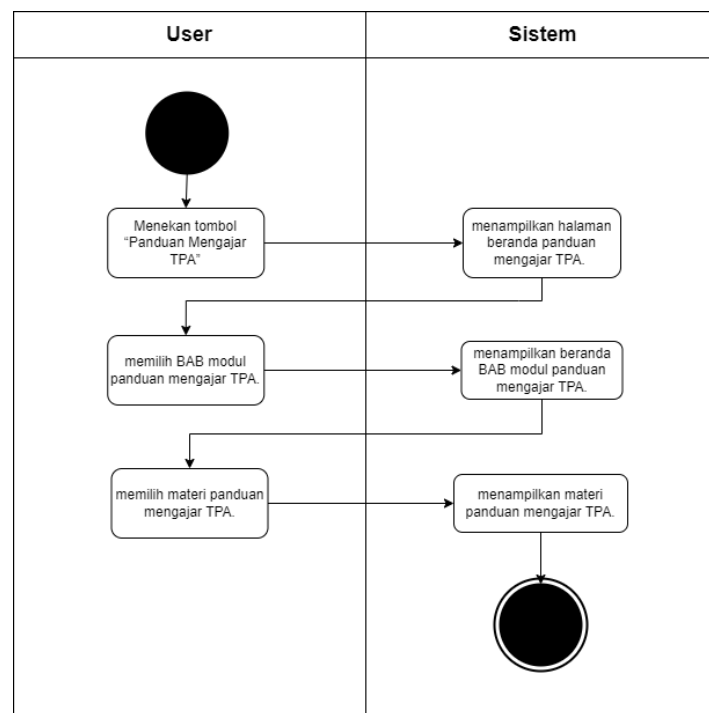 User
Sistem
Menekan tombol
“Panduan Mengajar
TPA”
menampilkan halaman
beranda panduan
mengajar TPA.
memilih BAB modul
panduan mengajar TPA.
menampilkan beranda
BAB modul panduan
mengajar TPA.
memilih materi panduan
mengajar TPA.
menampilkan materi
panduan mengajar TPA.